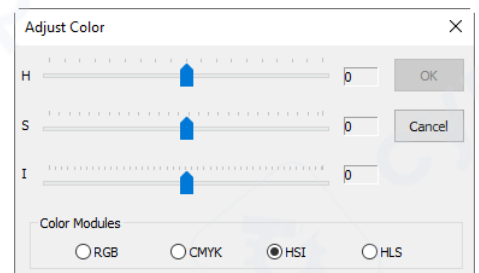 Adjust Color
H 0 OK
S 0 Cancel
I 0
Color Modules
RGB CMYK HSI HLS